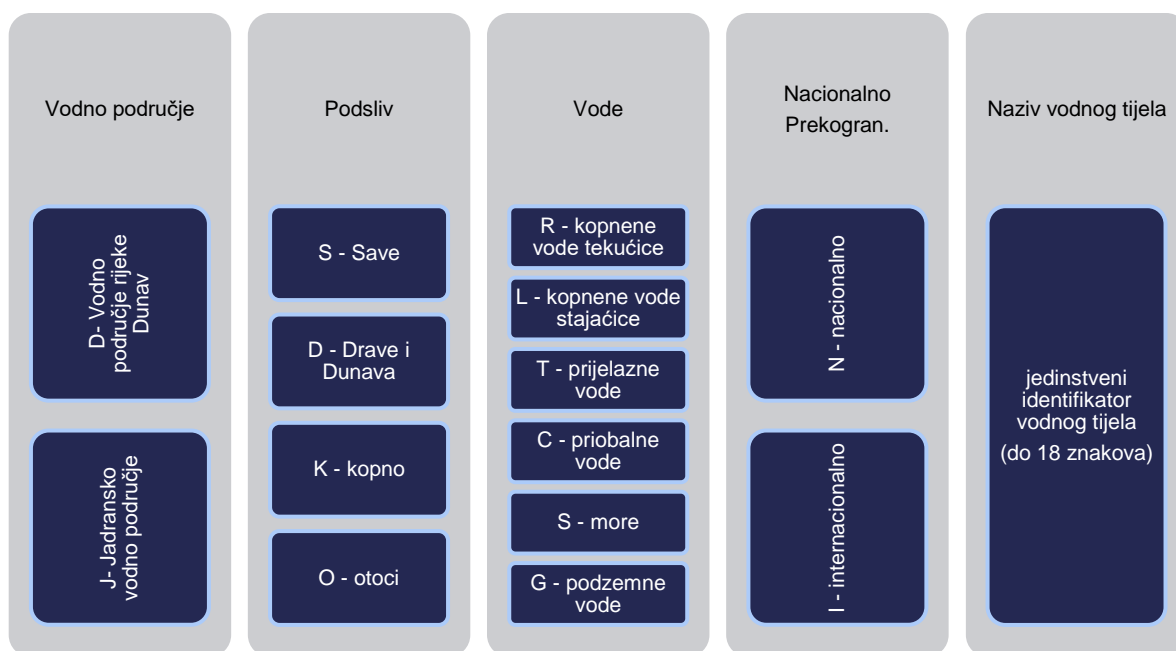 Vodno područje
D- Vodno
područje rijeke
Dunav
J- Jadransko
vodno područje
Podsliv
S - Save
D - Drave i
Dunava
K - kopno
O - otoci
Vode
R - kopnene
vode tekućice
L - kopnene vode
stajaćice
T - prijelazne
vode
C - priobalne
vode
S - more
G - podzemne
vode
Nacionalno
Prekogran.
N - nacionalno
I - internacionalno
Naziv vodnog tijela
jedinstveni
identifikator
vodnog tijela
(do 18 znakova)